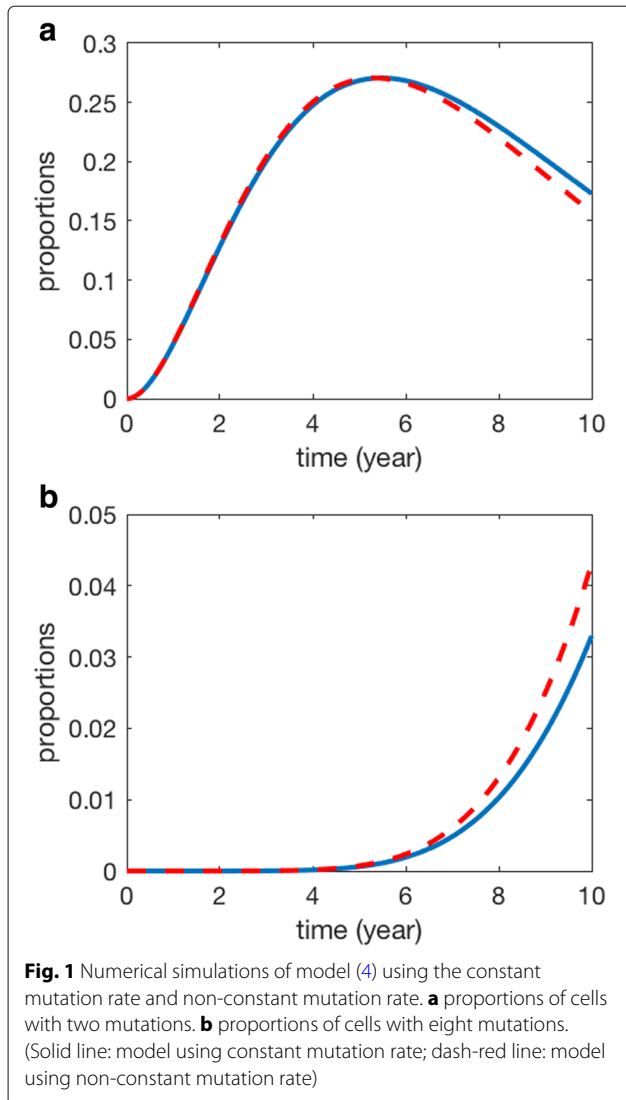 a
0.3
0.25
0.2
0.15
0.1
0.05
0
proportions
0 2 4 6 8 10
time (year)
b
0.05
0.04
0.03
0.02
0.01
0
proportions
0 2 4 6 8 10
time (year)
Fig. 1 Numerical simulations of model (4) using the constant
mutation rate and non-constant mutation rate. a proportions of cells
with two mutations. b proportions of cells with eight mutations.
(Solid line: model using constant mutation rate; dash-red line: model
using non-constant mutation rate)